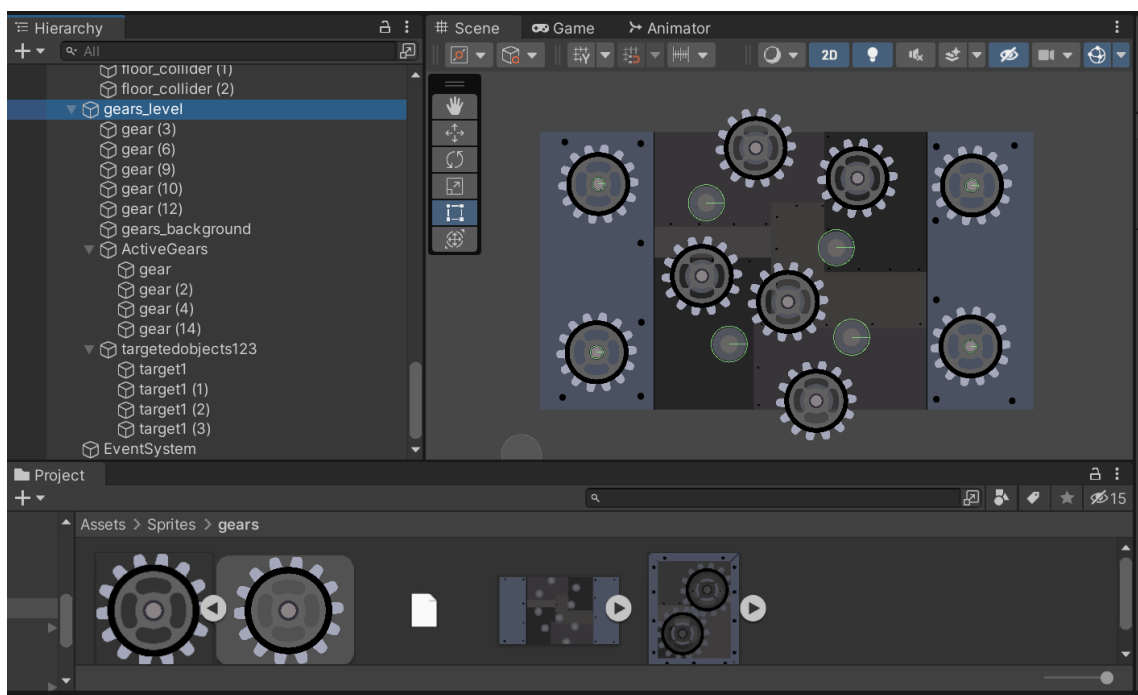 Hierarchy
All
floor_collider (1)
floor_collider (2)
gears_level
gear (3)
gear (6)
gear (9)
gear (10)
gear (12)
gears_background
ActiveGears
gear
gear (2)
gear (4)
gear (14)
targetedobjects123
target1
target1 (1)
target1 (2)
target1 (3)
EventSystem
Scene Game Animator
2D
Project
15
Assets > Sprites > gears